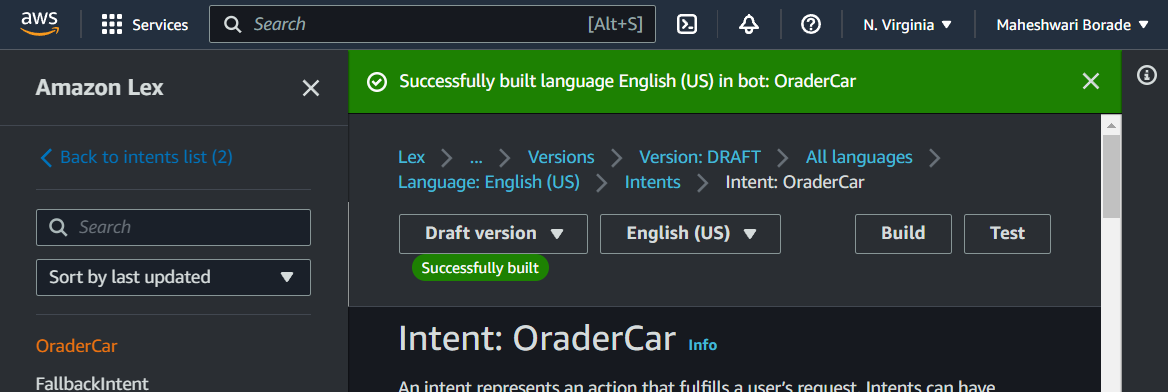 aws Services Search [Alt+S] N. Virginia Maheshwari Borade
Amazon Lex
Successfully built language English (US) in bot: OraderCar
Back to intents list (2)
Lex ... Versions Version: DRAFT All languages
Language: English (US) Intents Intent: OraderCar
Search
Draft version English (US) Build Test
Sort by last updated
Successfully built
OraderCar
Intent: OraderCar Info
FallbackIntent
An intent represents an action that fulfills a user's request. Intents can have